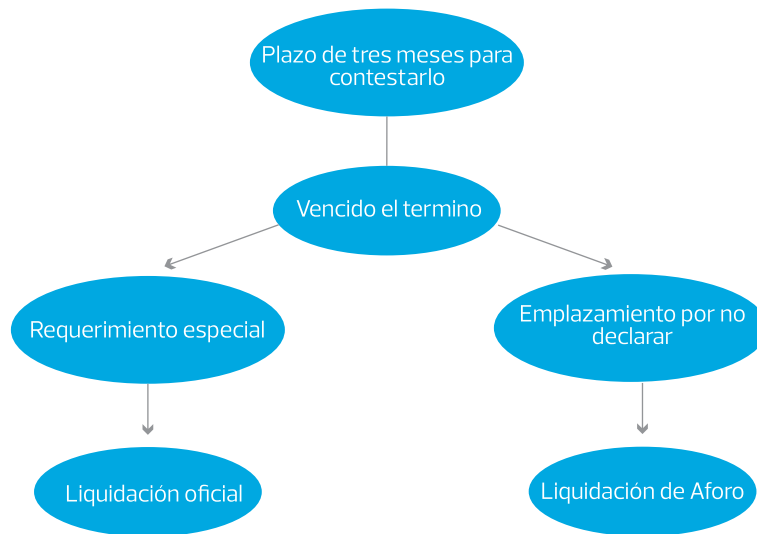 Plazo de tres meses para
contestarlo
Vencido el termino
Requerimiento especial
Emplazamiento por no
declarar
Liquidación oficial
Liquidación de Aforo